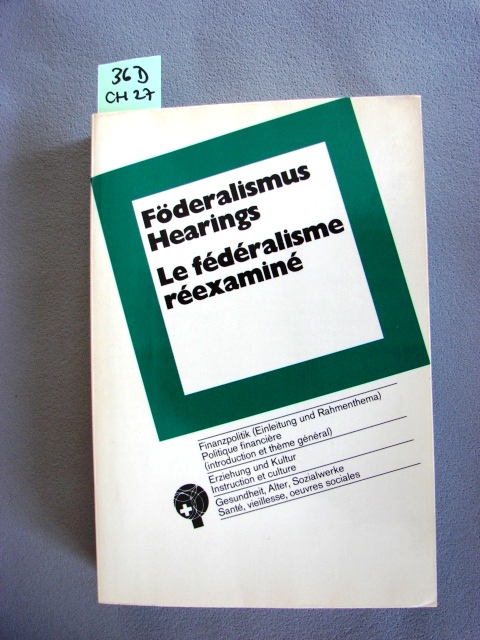 36D
CH 27
Föderalismus
Hearings
Le fédéralisme
réexaminé
Finanzpolitik (Einleitung und Rahmenthema)
Politique financière
(introduction et thème général)
Erziehung und Kultur
Instruction et culture
Gesundheit, Alter, Sozialwerke
Santé, vieillesse, oeuvres sociales